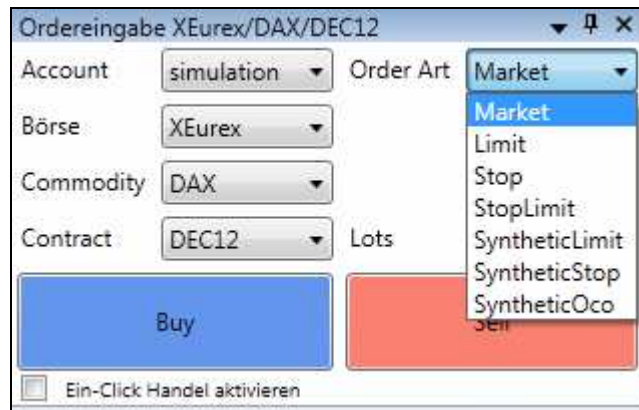 Ordereingabe XEurex/DAX/DEC12
Account simulation Order Art Market
Market
Börse XEurex
Limit
Stop
Commodity DAX
StopLimit
Contract DEC12 Lots
SyntheticLimit
SyntheticStop
SyntheticOco
Buy Sell
Ein-Click Handel aktivieren